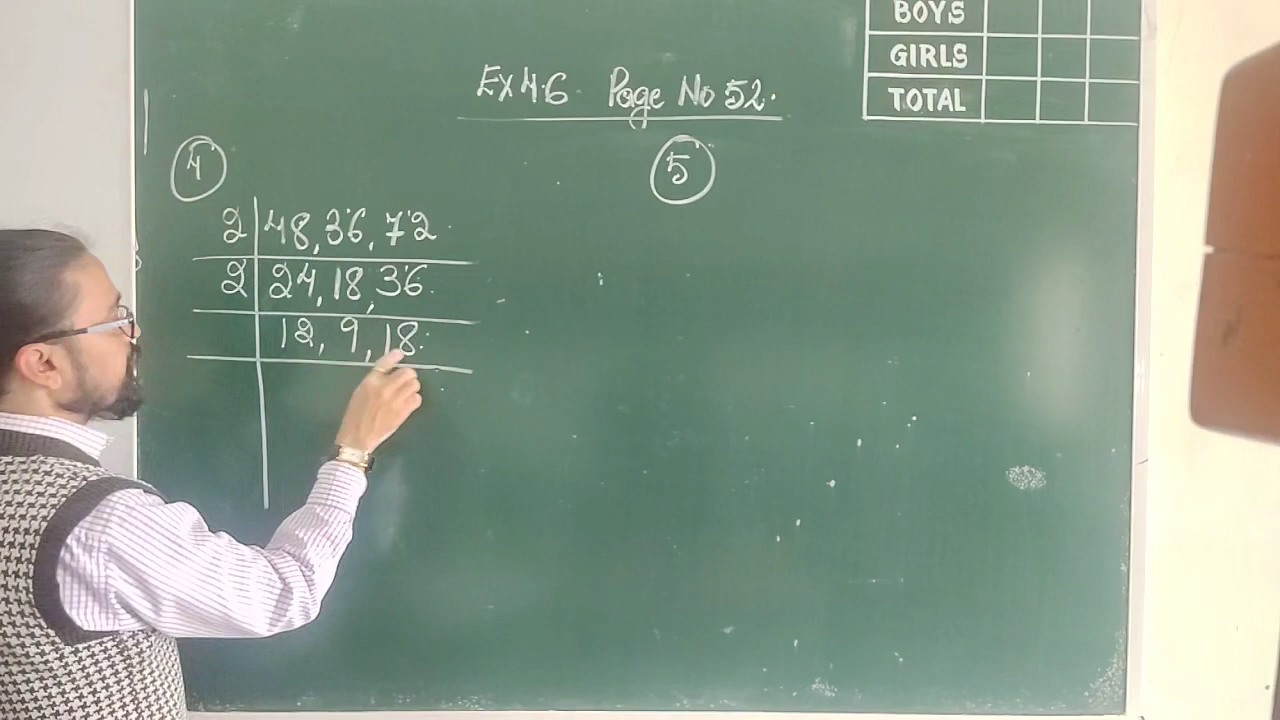 BOYS
GIRLS
TOTAL
Ex 4.6 Page No 52.
4
5
2 48, 36, 72
2 24, 18, 36
12, 9, 18